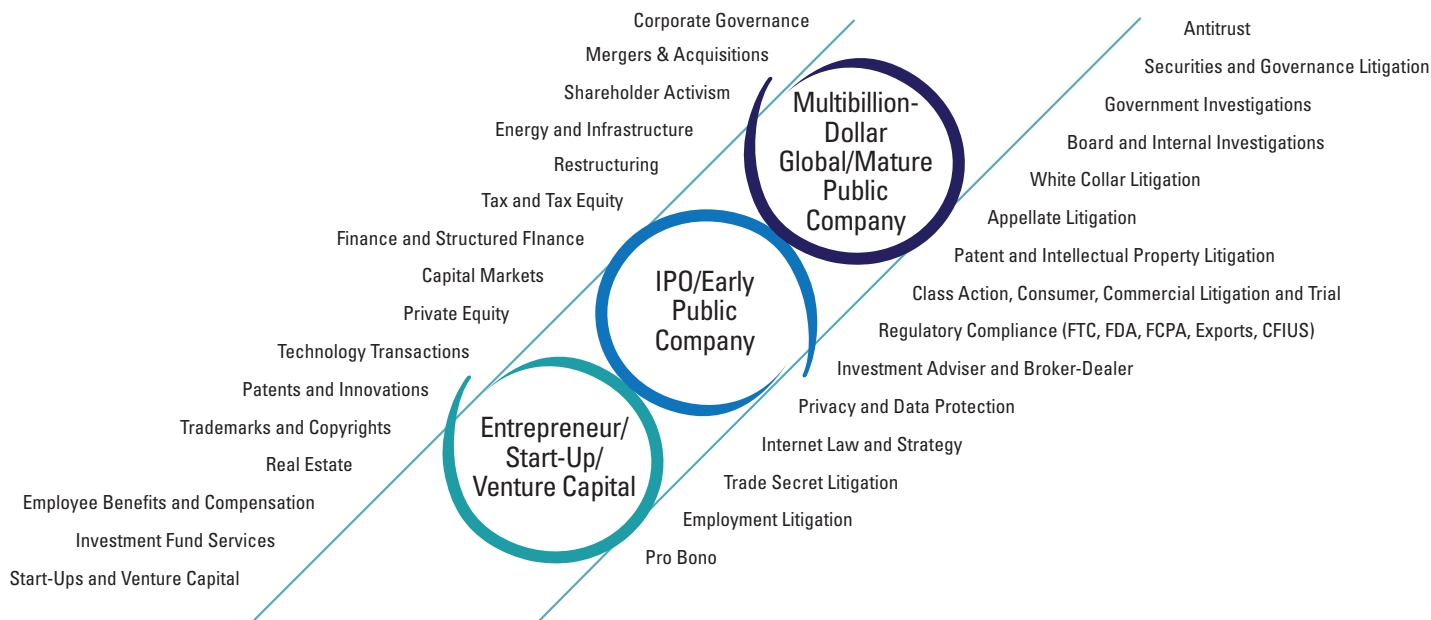 Corporate Governance
Mergers & Acquisitions
Shareholder Activism
Energy and Infrastructure
Restructuring
Tax and Tax Equity
Finance and Structured FInance
Capital Markets
Private Equity
Technology Transactions
Patents and Innovations
Trademarks and Copyrights
Real Estate
Employee Benefits and Compensation
Investment Fund Services
Start-Ups and Venture Capital
Multibillion-
Dollar
Global/Mature
Public
Company
IPO/Early
Public
Company
Entrepreneur/
Start-Up/
Venture Capital
Antitrust
Securities and Governance Litigation
Government Investigations
Board and Internal Investigations
White Collar Litigation
Appellate Litigation
Patent and Intellectual Property Litigation
Class Action, Consumer, Commercial Litigation and Trial
Regulatory Compliance (FTC, FDA, FCPA, Exports, CFIUS)
Investment Adviser and Broker-Dealer
Privacy and Data Protection
Internet Law and Strategy
Trade Secret Litigation
Employment Litigation
Pro Bono